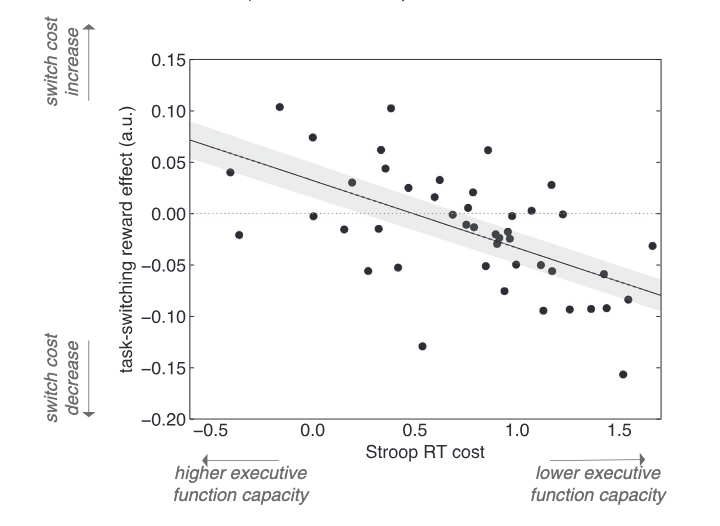 switch cost
increase
switch cost
decrease
task-switching reward effect (a.u.)
0.15
0.10
0.05
0.00
−0.05
−0.10
−0.15
−0.20
−0.5
0.0
0.5
1.0
1.5
Stroop RT cost
higher executive
function capacity
lower executive
function capacity